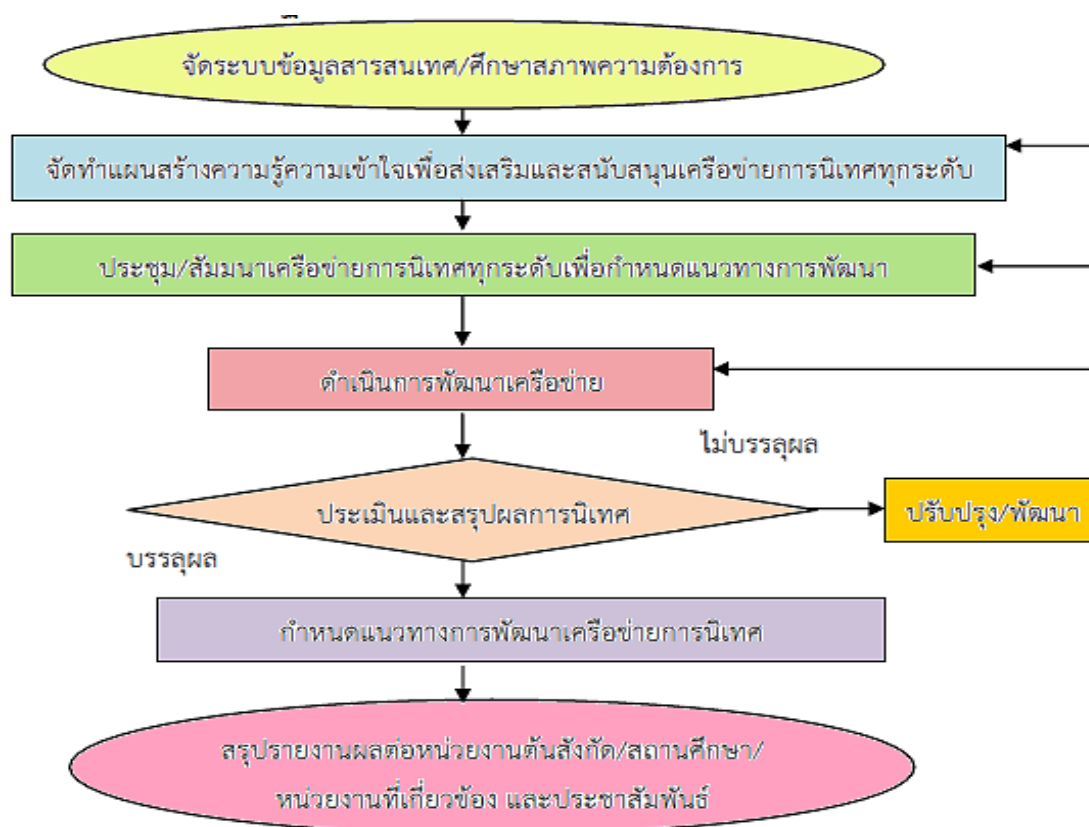 จัดระบบข้อมูลสารสนเทศ/ศึกษาสภาพความต้องการ
จัดทำแผนสร้างความรู้ความเข้าใจเพื่อส่งเสริมและสนับสนุนเครือข่ายการนิเทศทุกระดับ
ประชุม/สัมมนาเครือข่ายการนิเทศทุกระดับเพื่อกำหนดแนวทางการพัฒนา
ดำเนินการพัฒนาเครือข่าย
ไม่บรรลุผล
ประเมินและสรุปผลการนิเทศ
ปรับปรุง/พัฒนา
บรรลุผล
กำหนดแนวทางการพัฒนาเครือข่ายการนิเทศ
สรุปรายงานผลต่อหน่วยงานต้นสังกัด/สถานศึกษา/
หน่วยงานที่เกี่ยวข้อง และประชาสัมพันธ์